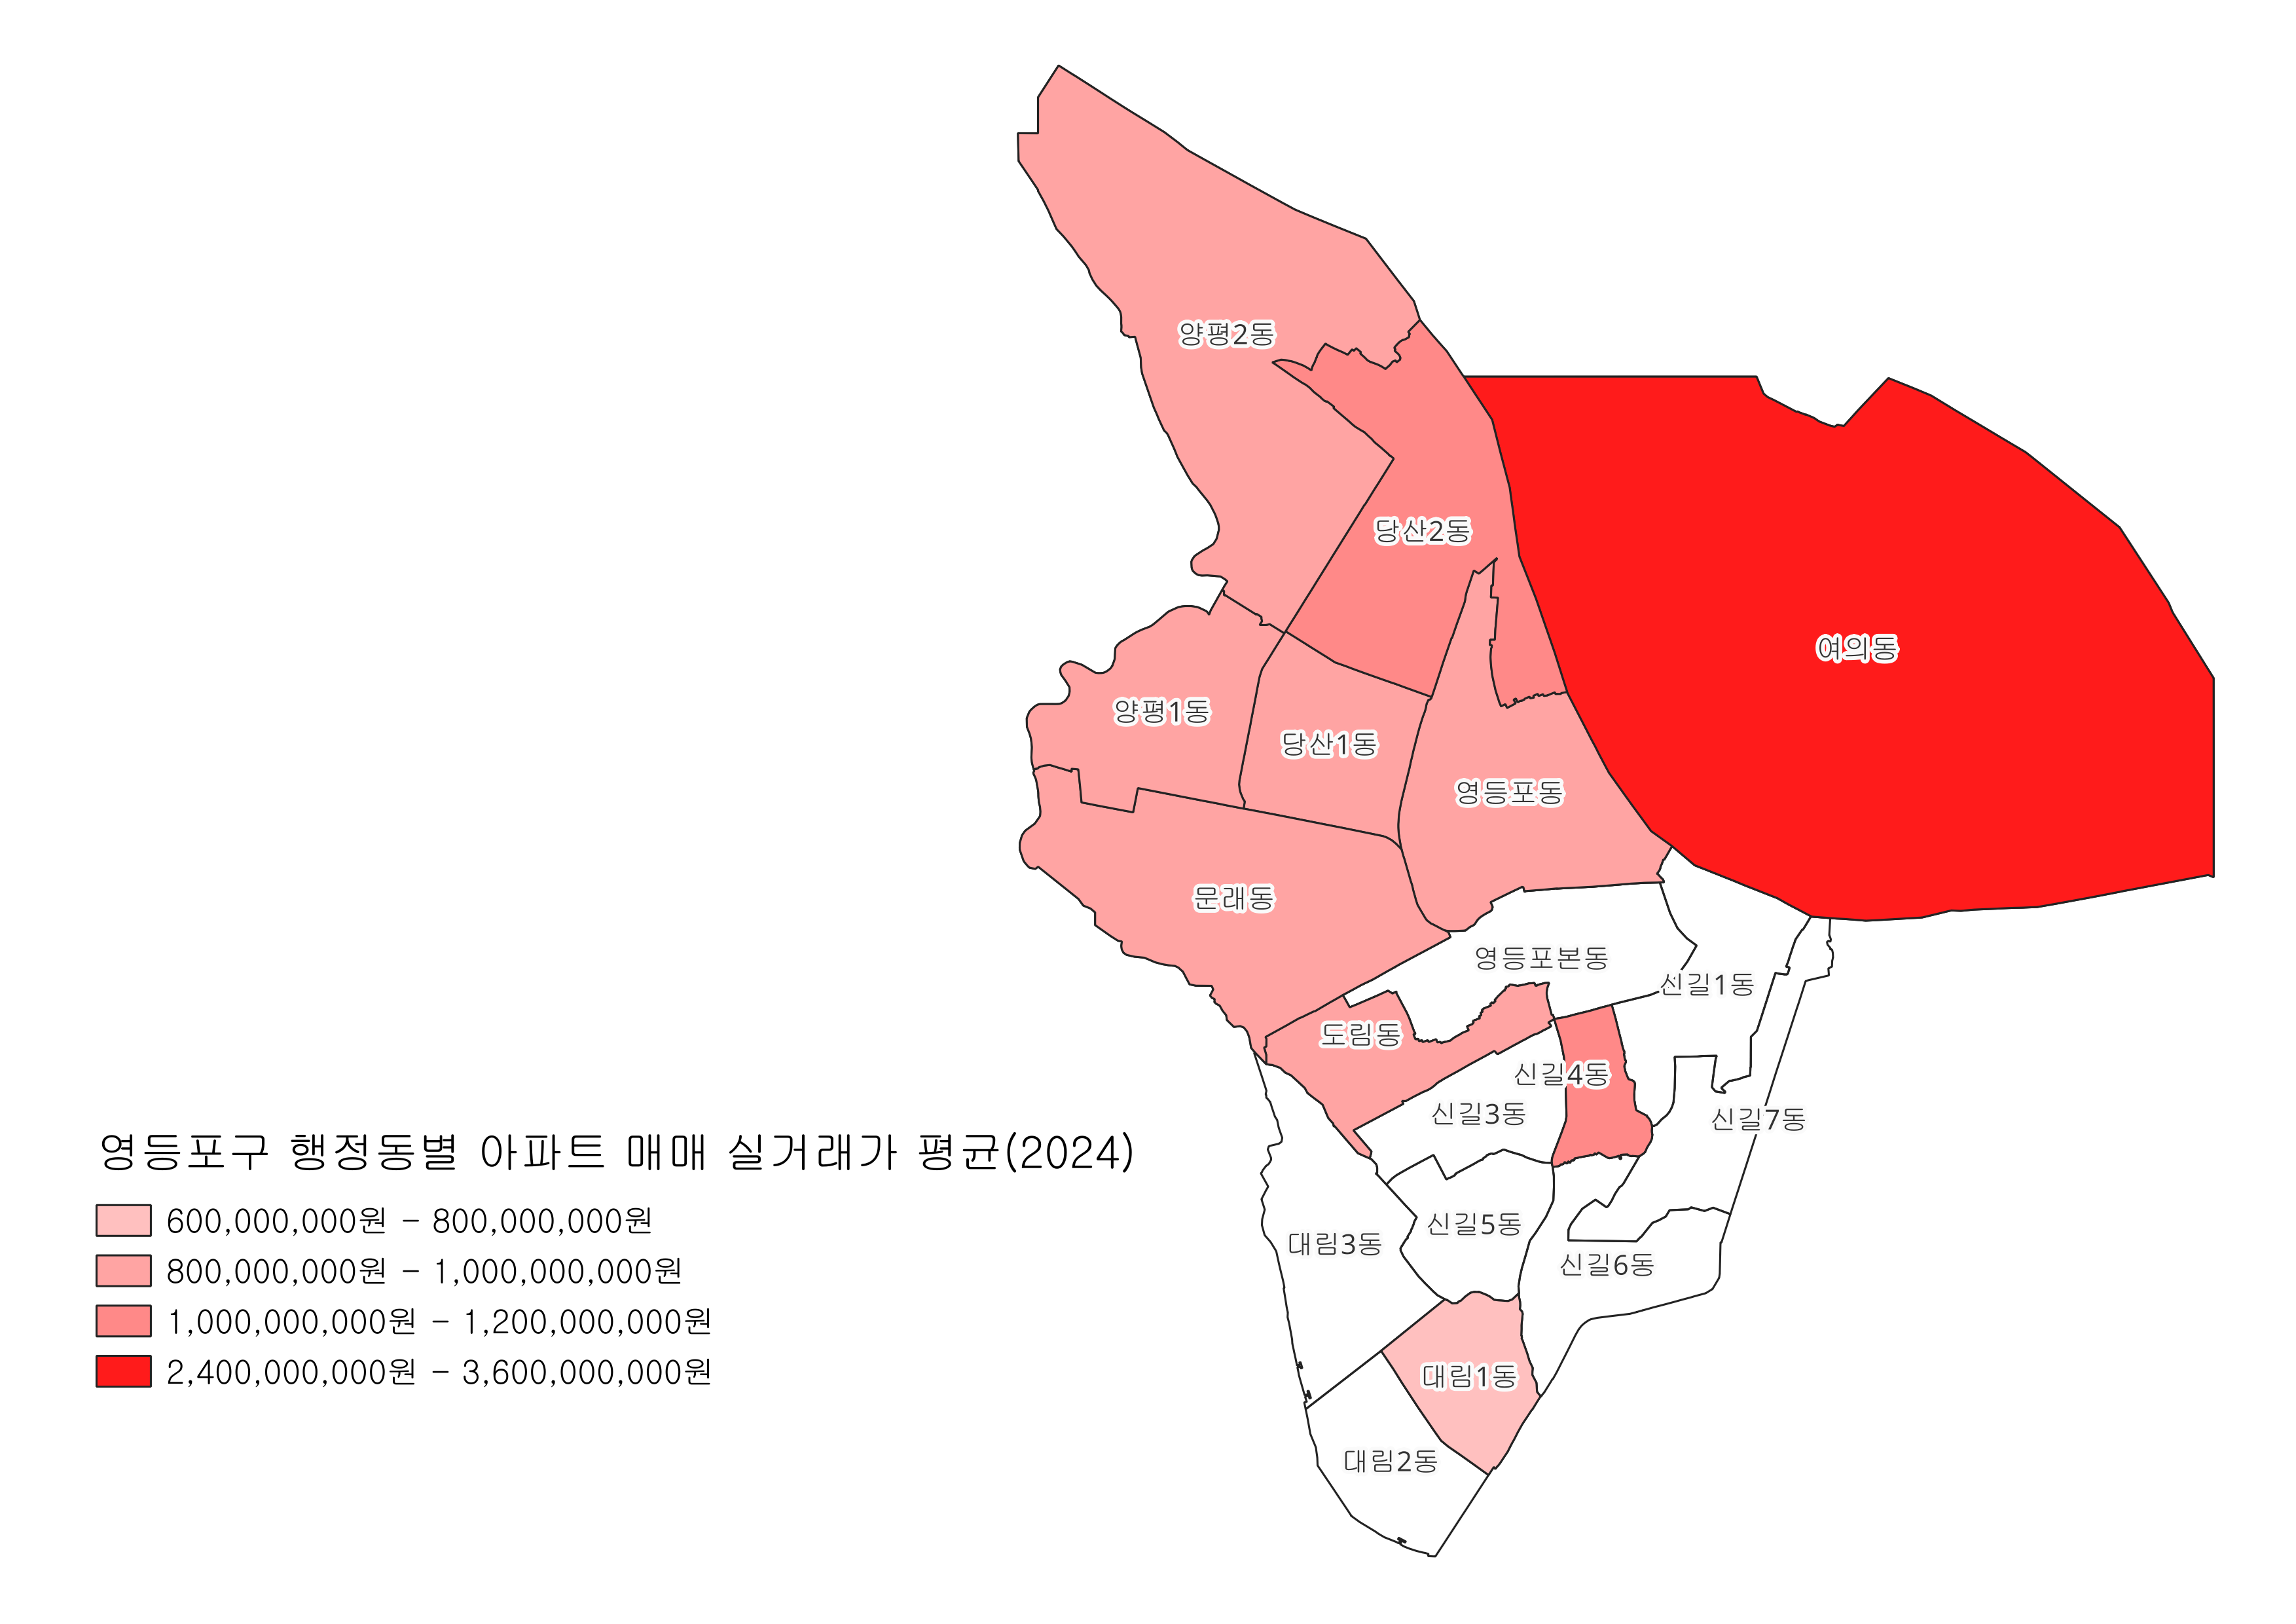 양평2동
당산2동
여의동
양평1동
당산1동
영등포동
문래동
영등포본동
신길1동
도림동
신길4동
신길3동
신길7동
영등포구 행정동별 아파트 매매 실거래가 평균(2024)
600,000,000원 - 800,000,000원
신길5동
대림3동
신길6동
800,000,000원 - 1,000,000,000원
1,000,000,000원 - 1,200,000,000원
2,400,000,000원 - 3,600,000,000원
대림1동
대림2동